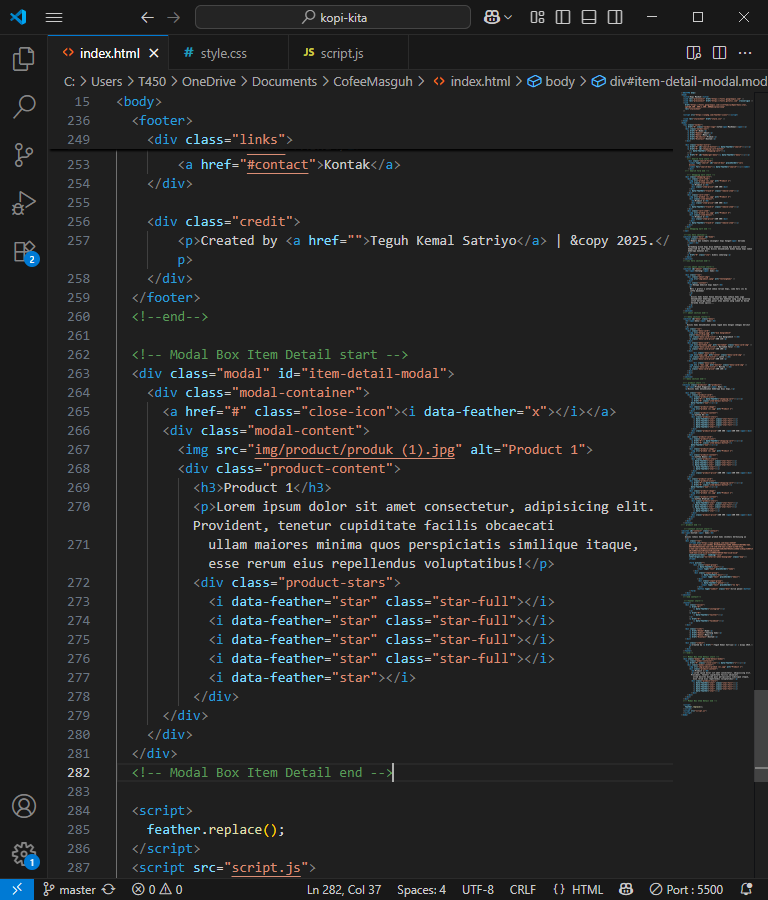 kopi-kita
index.html
# style.css
JS script.js
C: > Users > T450 > OneDrive > Documents > CofeeMasguh > index.html > body > div#item-detail-modal.mod
15 <body>
236 <footer>
249 <div class="links">
253 <a href="#contact">Kontak</a>
254 </div>
255
256 <div class="credit">
257 <p>Created by <a href="">Teguh Kemal Satriyo</a> | &copy 2025.</
p>
258 </div>
259 </footer>
260 <!--end-->
261
262 <!-- Modal Box Item Detail start -->
263 <div class="modal" id="item-detail-modal">
264 <div class="modal-container">
265 <a href="#" class="close-icon"><i data-feather="x"></i></a>
266 <div class="modal-content">
267 <img src="img/product/produk (1).jpg" alt="Product 1">
268 <div class="product-content">
269 <h3>Product 1</h3>
270 <p>Lorem ipsum dolor sit amet consectetur, adipisicing elit.
Provident, tenetur cupiditate facilis obcaecati
271 ullam maiores minima quos perspiciatis similique itaque,
esse rerum eius repellendus voluptatibus!</p>
272 <div class="product-stars">
273 <i data-feather="star" class="star-full"></i>
274 <i data-feather="star" class="star-full"></i>
275 <i data-feather="star" class="star-full"></i>
276 <i data-feather="star" class="star-full"></i>
277 <i data-feather="star"></i>
278 </div>
279 </div>
280 </div>
281 </div>
282 <!-- Modal Box Item Detail end -->
283
284 <script>
285 feather.replace();
286 </script>
287 <script src="script.js">
2
1
master
0
0
Ln 282, Col 37
Spaces: 4
UTF-8
CRLF
{ } HTML
Port : 5500